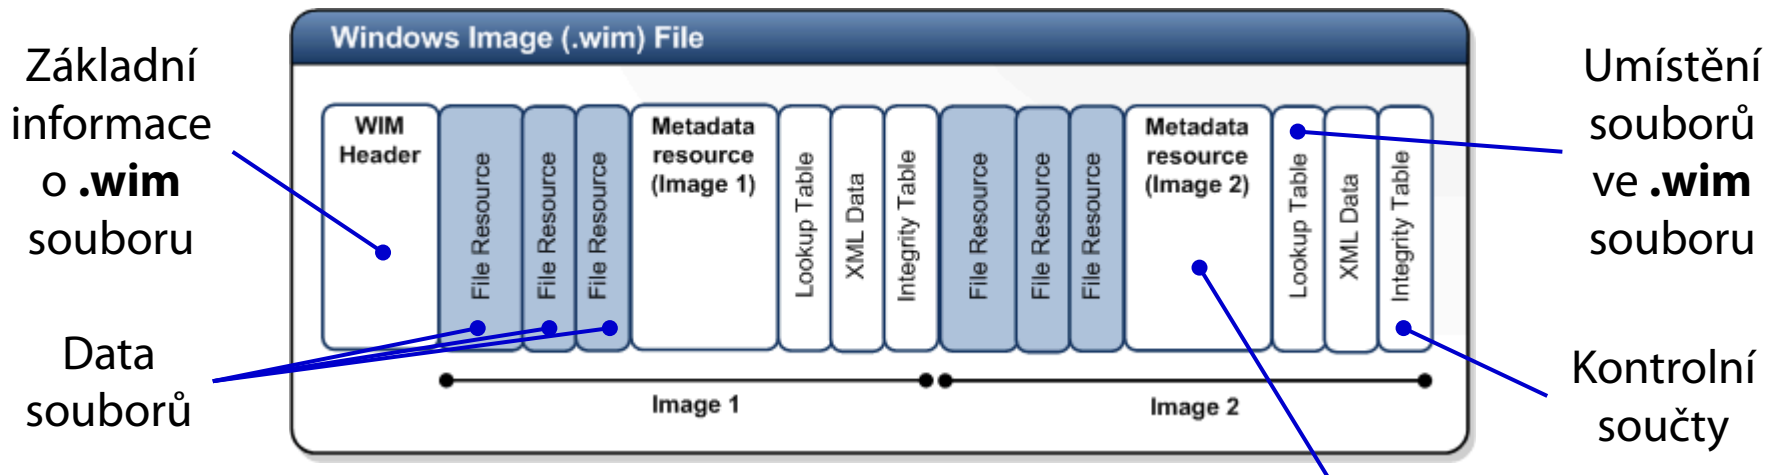 Windows Image (.wim) File
Základní
informace
o .wim
souboru
Data
souborů
WIM
Header
File Resource
File Resource
File Resource
Metadata
resource
(Image 1)
Lookup Table
XML Data
Integrity Table
File Resource
File Resource
File Resource
Metadata
resource
(Image 2)
Lookup Table
XML Data
Integrity Table
Image 1
Image 2
Umístění
souborů
ve .wim
souboru
Kontrolní
součty